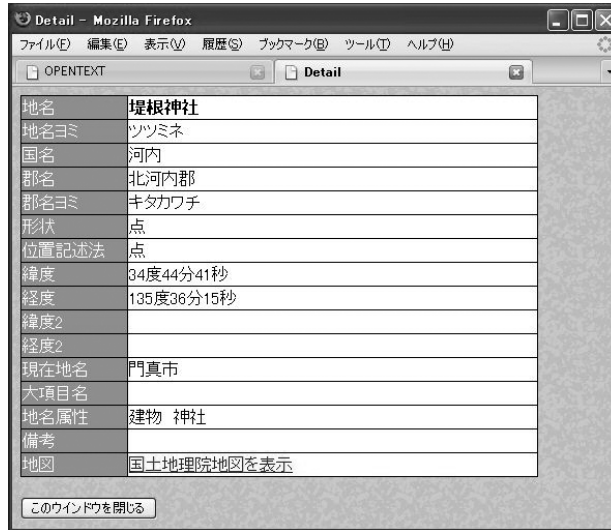 Detail - Mozilla Firefox
ファイル(F) 編集(E) 表示(V) 履歴(S) ブックマーク(B) ツール(T) ヘルプ(H)
OPENTEXT Detail
地名 堤根神社
地名ヨミ ツツミネ
国名 河内
郡名 北河内郡
郡名ヨミ キタカワチ
形状 点
位置記述法 点
緯度 34度44分41秒
経度 135度36分15秒
緯度2
経度2
現在地名 門真市
大項目名
地名属性 建物 神社
備考
地図 国土地理院地図を表示
このウインドウを閉じる